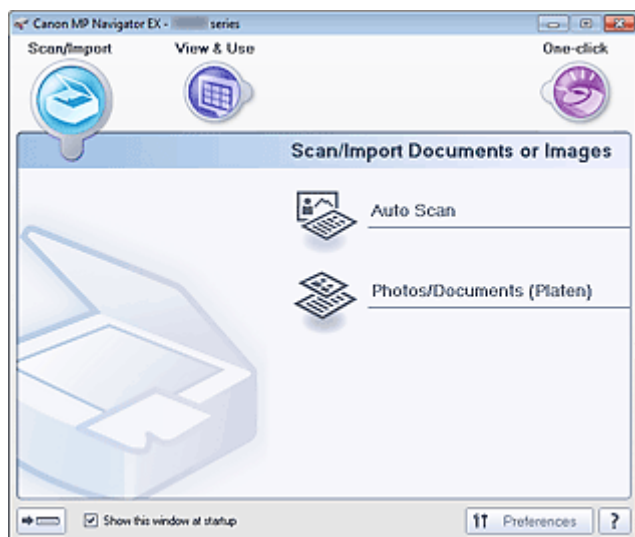 Canon MP Navigator EX - series
Scan/Import View & Use One-click
Scan/Import Documents or Images
Auto Scan
Photos/Documents (Platen)
Show this window at startup Preferences ?